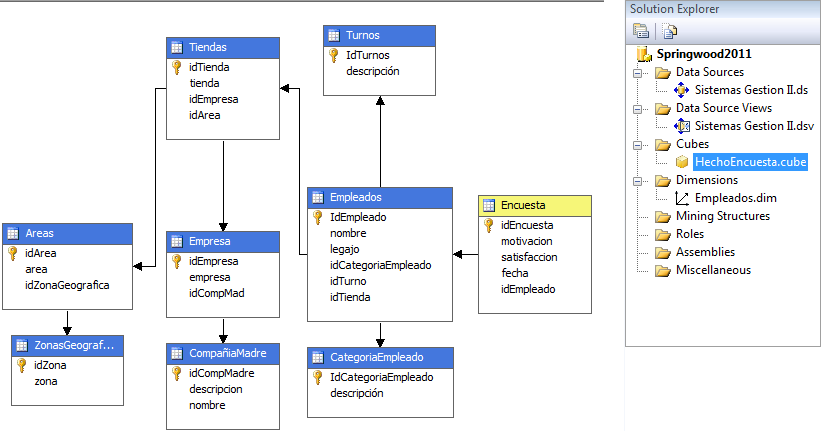 Tiendas
idTienda
tienda
idEmpresa
idArea
Turnos
IdTurnos
descripción
Areas
idArea
area
idZonaGeografica
Empresa
idEmpresa
empresa
idCompMad
Empleados
IdEmpleado
nombre
legajo
idCategoriaEmpleado
idTurno
idTienda
Encuesta
idEncuesta
motivacion
satisfaccion
fecha
idEmpleado
ZonasGeograf...
idZona
zona
CompañiaMadre
idCompMadre
descripcion
nombre
CategoriaEmpleado
IdCategoriaEmpleado
descripción
Solution Explorer
Springwood2011
Data Sources
Sistemas Gestion II.ds
Data Source Views
Sistemas Gestion II.dsv
Cubes
HechoEncuesta.cube
Dimensions
Empleados.dim
Mining Structures
Roles
Assemblies
Miscellaneous